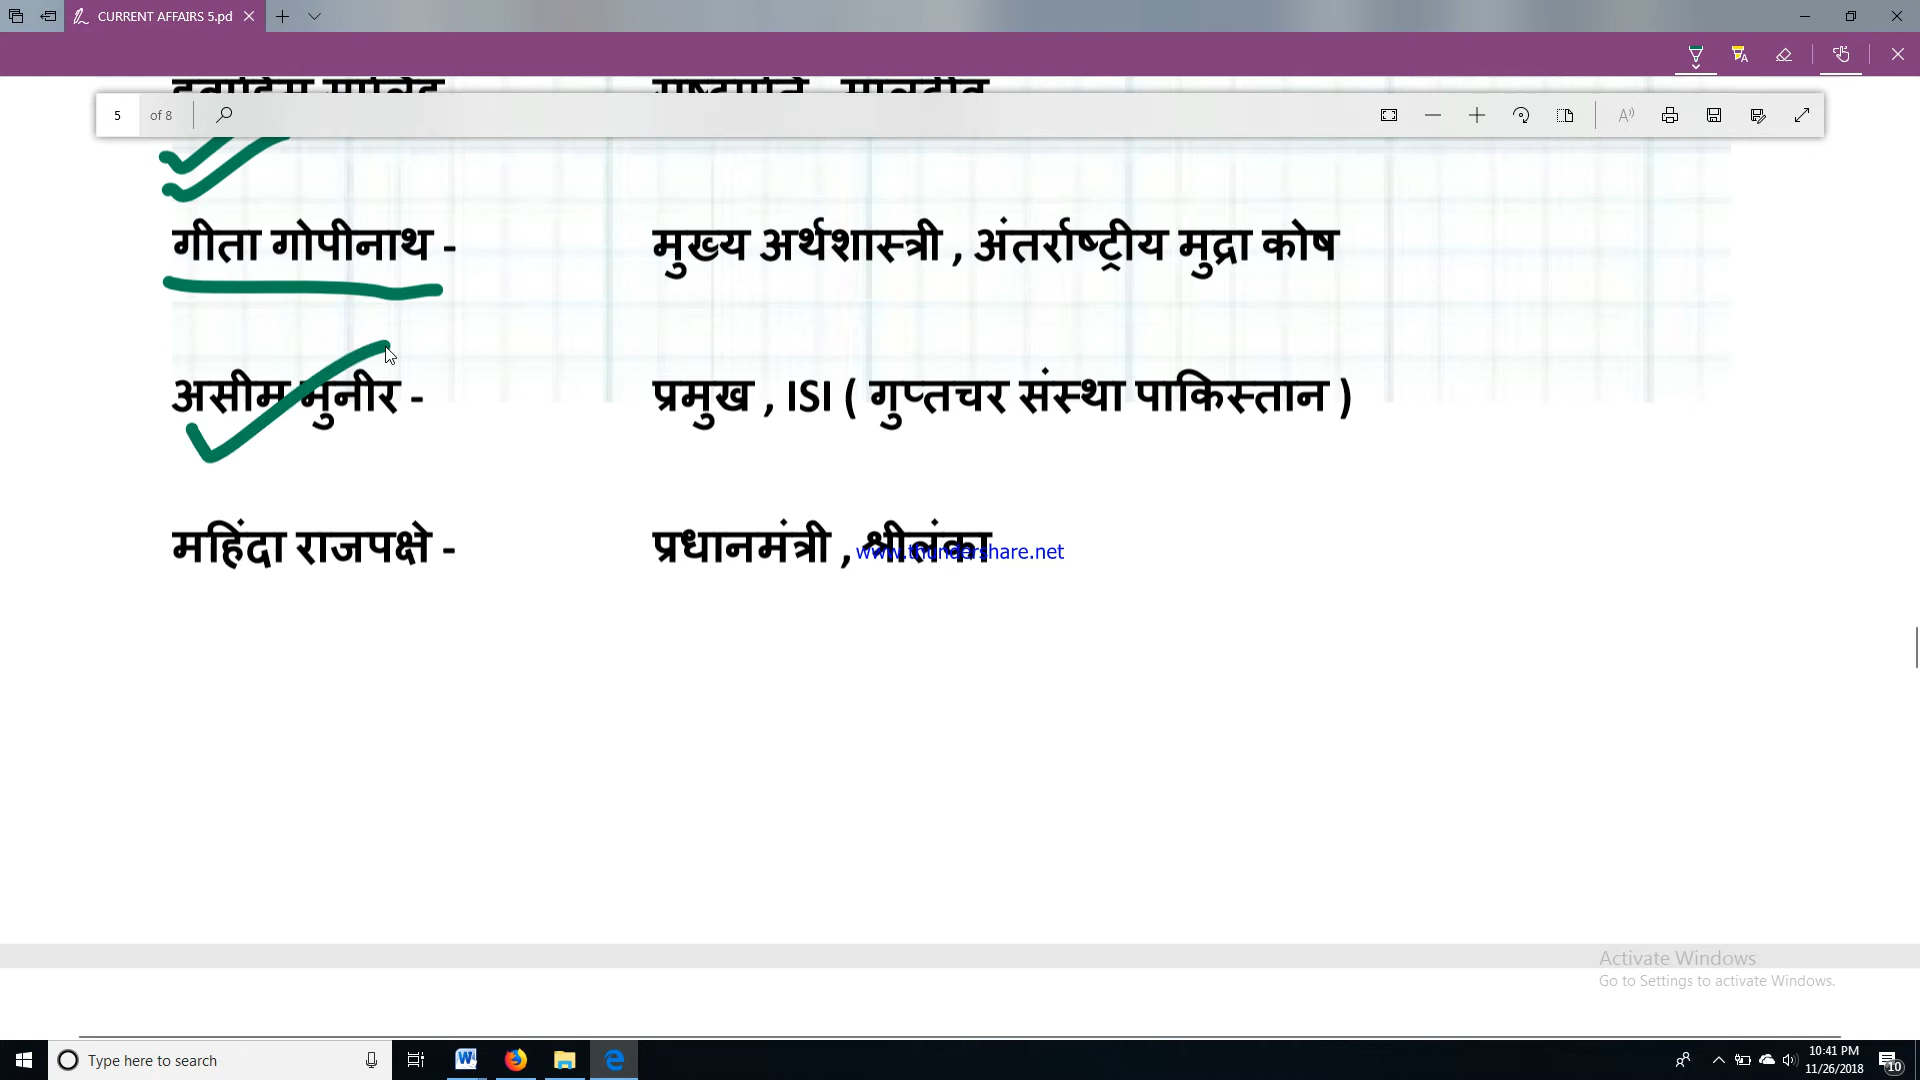 CURRENT AFFAIRS 5.pd
5 of 8
गीता गोपीनाथ - मुख्य अर्थशास्त्री , अंतर्राष्ट्रीय मुद्रा कोष
असीम मुनीर - प्रमुख , ISI ( गुप्तचर संस्था पाकिस्तान )
महिंदा राजपक्षे - प्रधानमंत्री , श्रीलंका
www.thundershare.net
Activate Windows
Go to Settings to activate Windows.
Type here to search
10:41 PM
11/26/2018
10